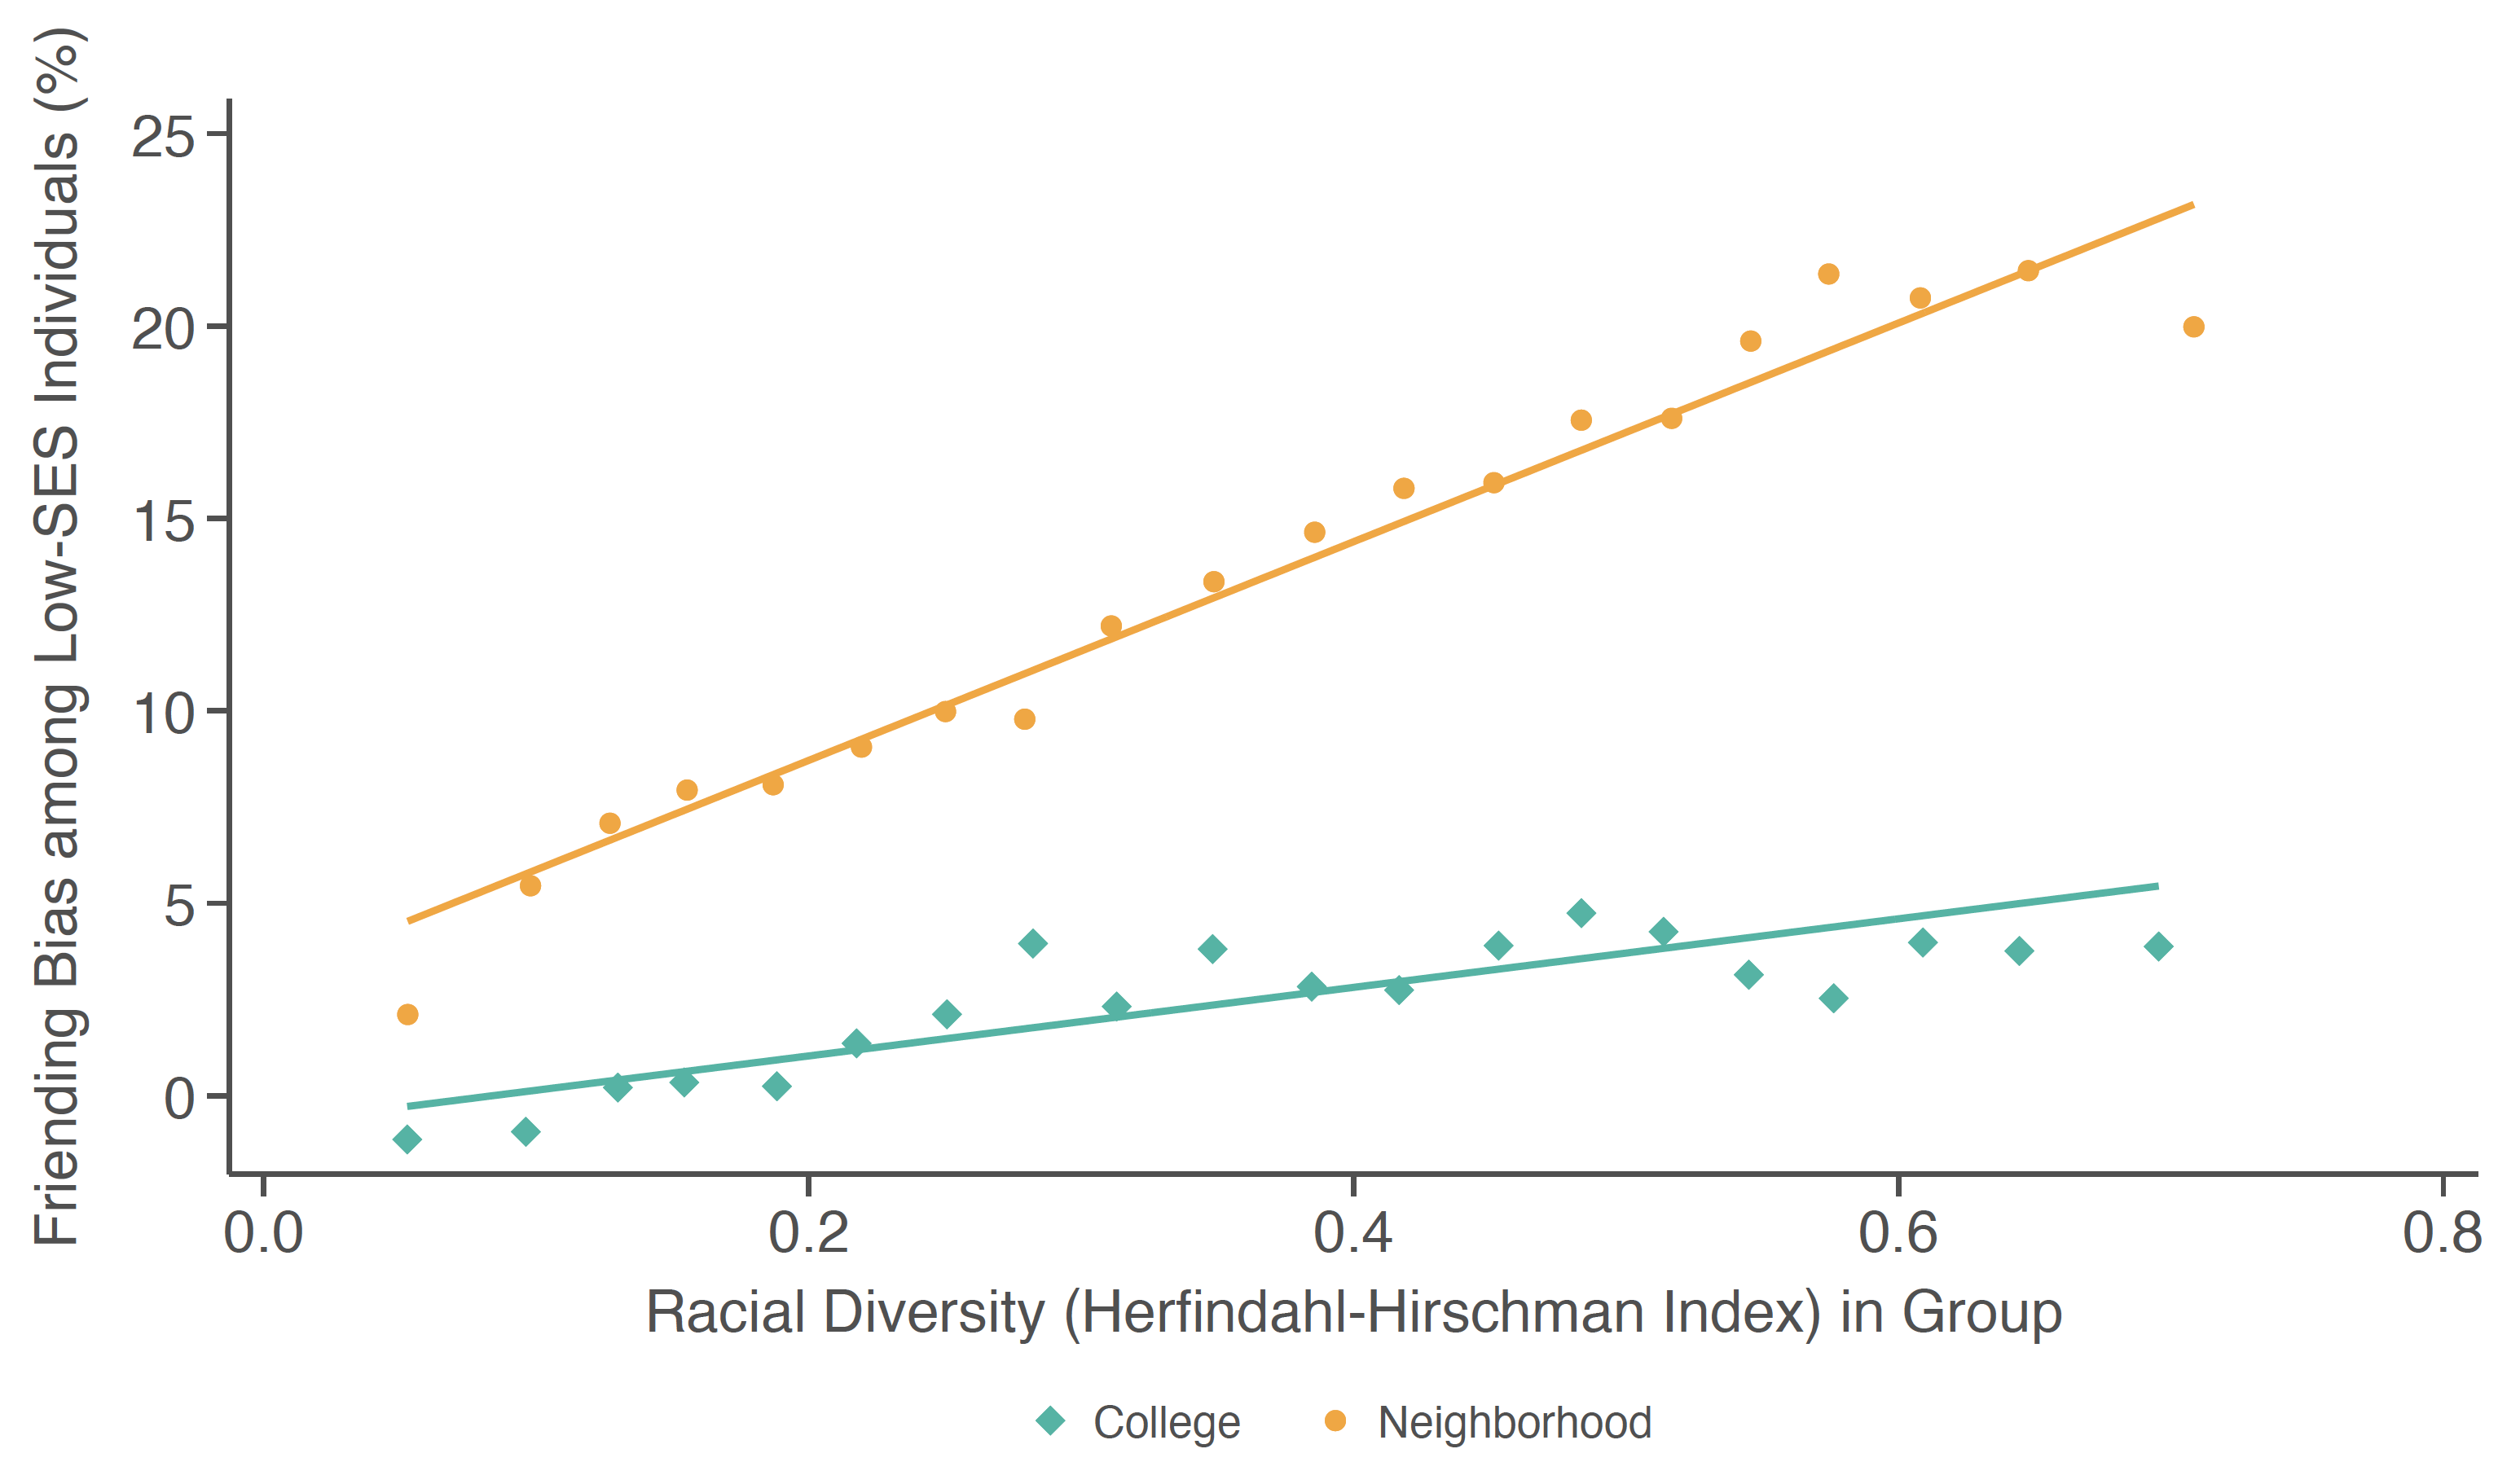 Friending Bias among Low-SES Individuals (%)
25
20
15
10
5
0
0.0 0.2 0.4 0.6 0.8
Racial Diversity (Herfindahl-Hirschman Index) in Group
College Neighborhood